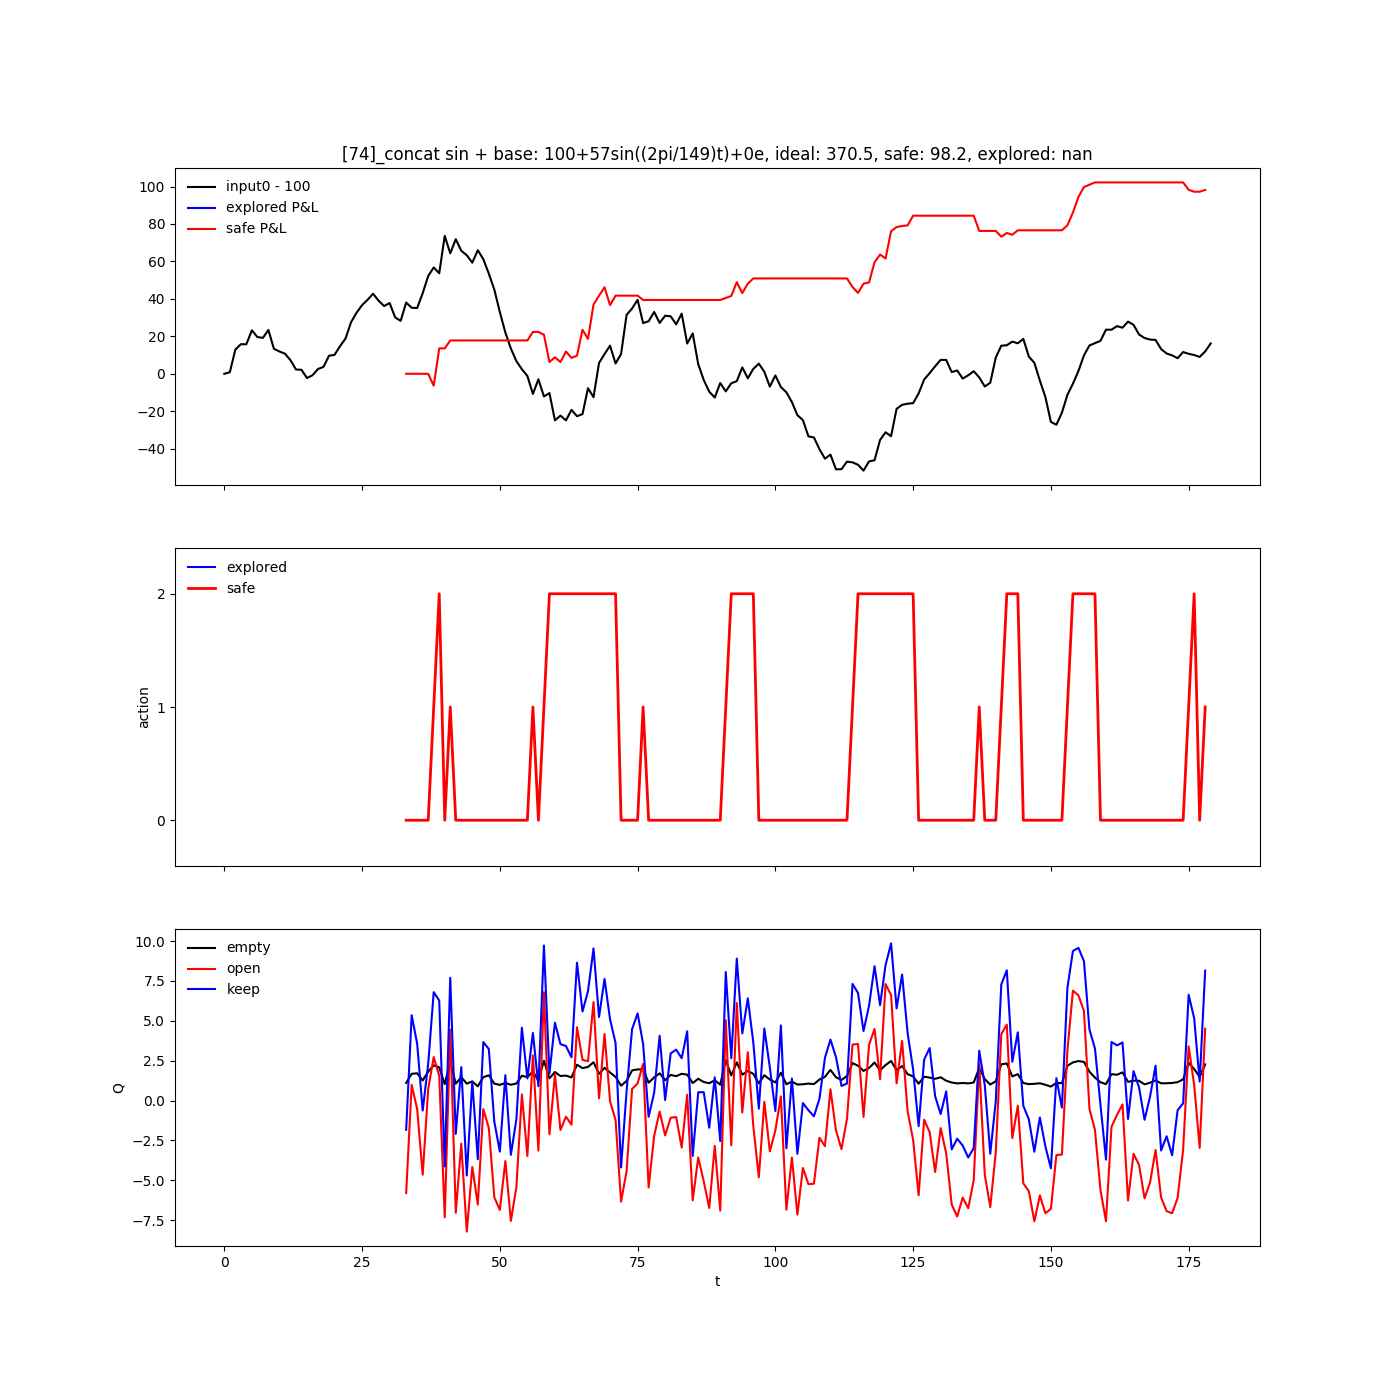 [74]_concat sin + base: 100+57sin((2pi/149)t)+0e, ideal: 370.5, safe: 98.2, explored: nan
input0 - 100
explored P&L
safe P&L
100
80
60
40
20
0
−20
−40
explored
safe
2
1
0
action
empty
open
keep
10.0
7.5
5.0
2.5
0.0
−2.5
−5.0
−7.5
Q
0 25 50 75 100 125 150 175
t